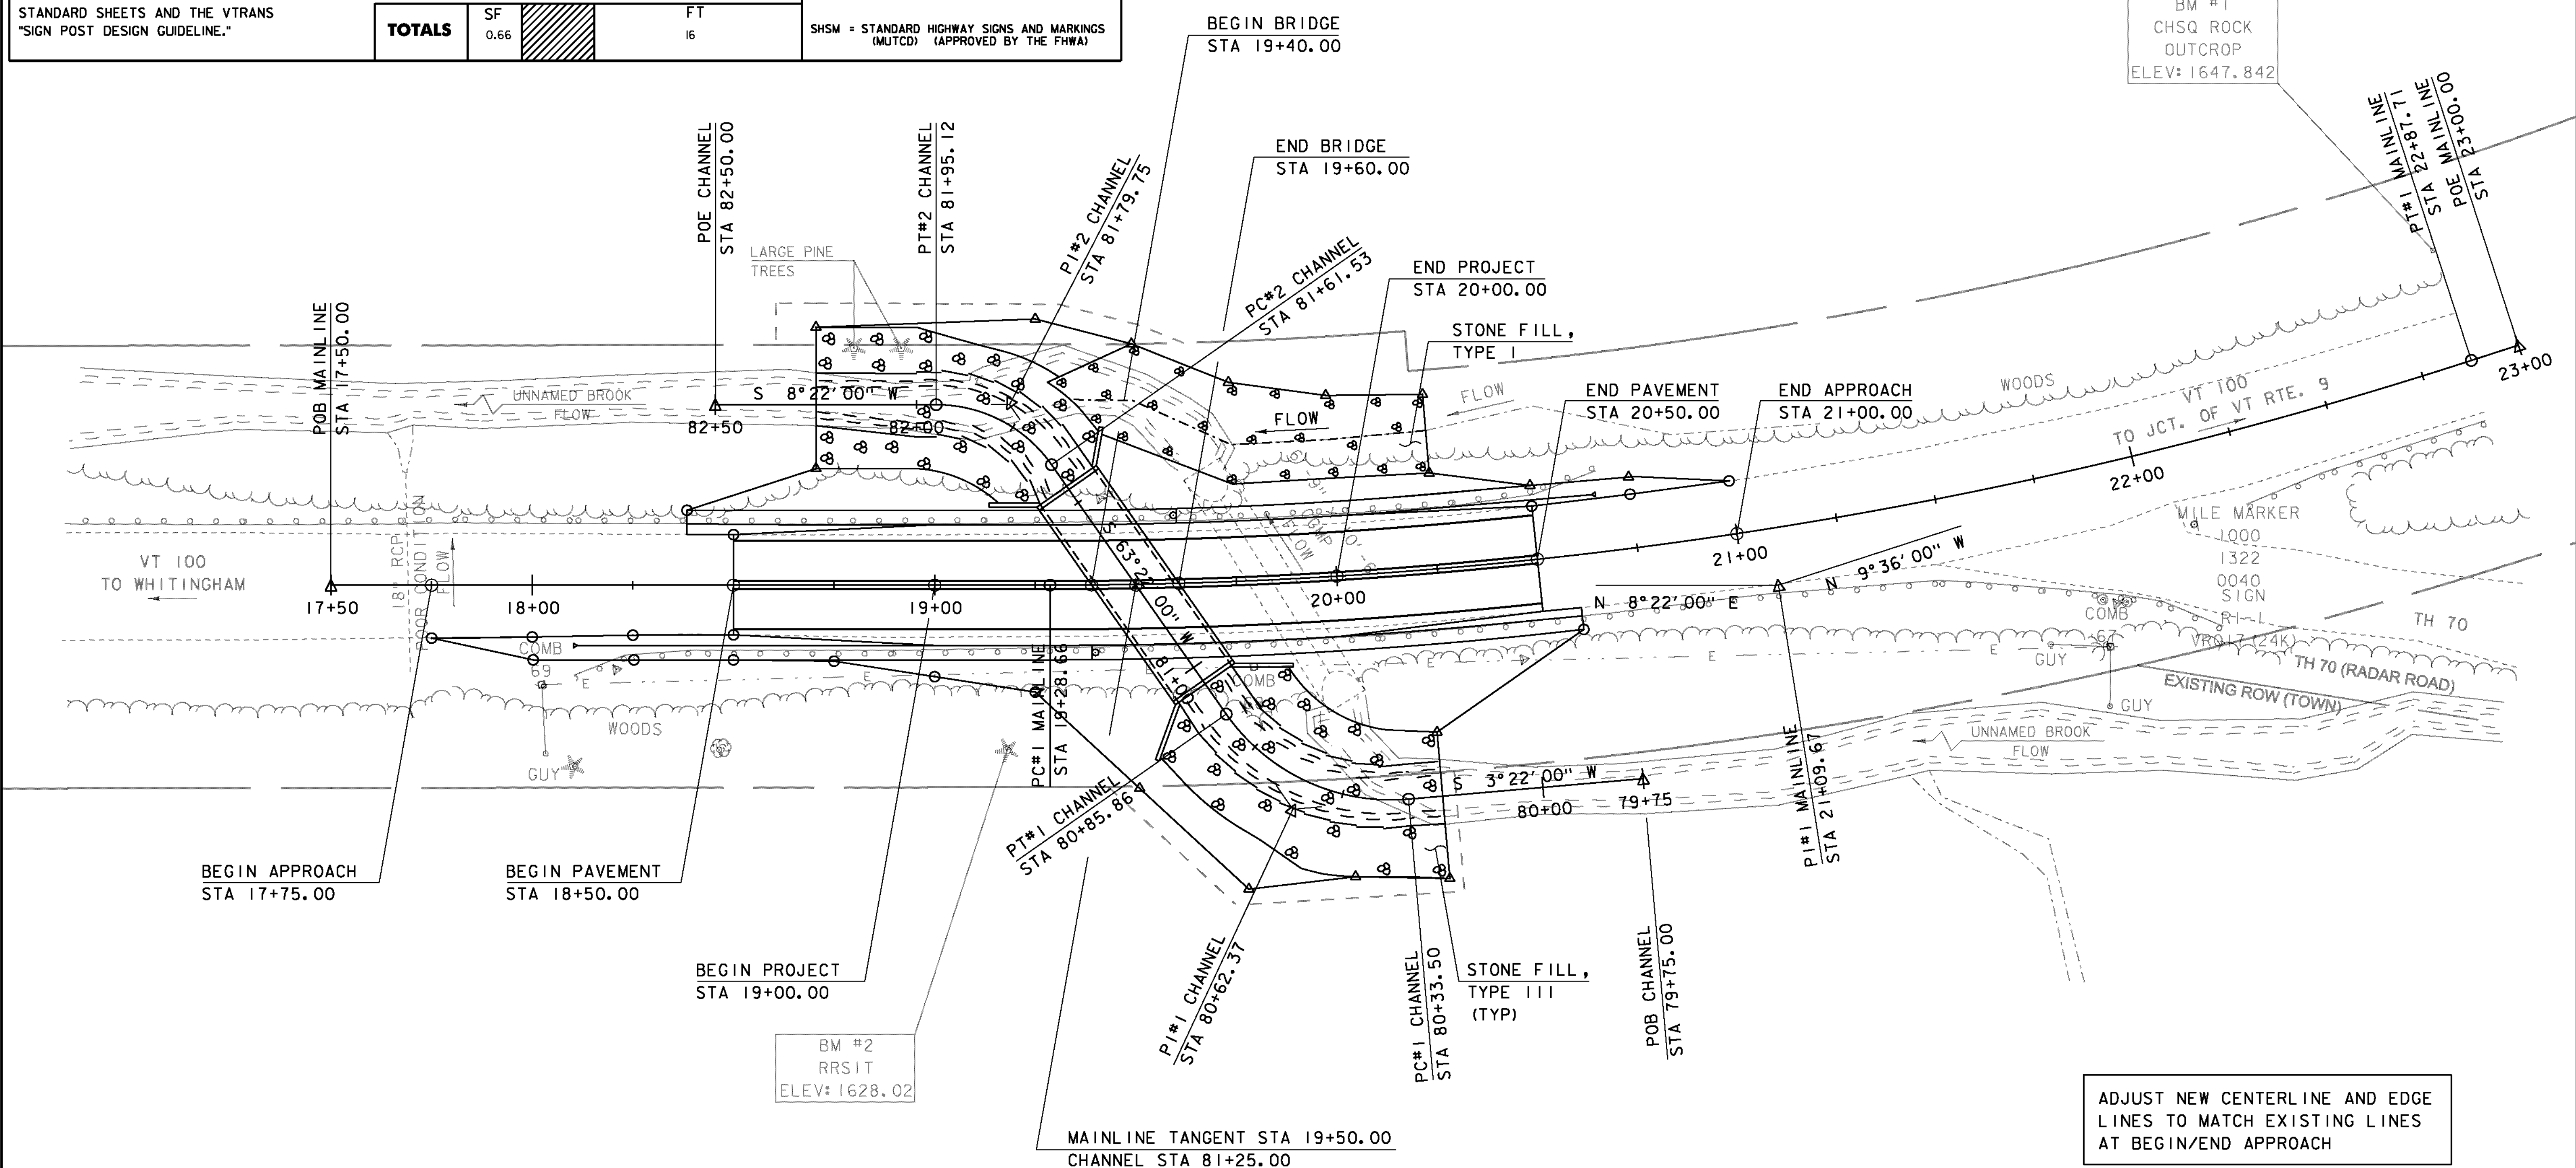 STANDARD SHEETS AND THE VTRANS
"SIGN POST DESIGN GUIDELINE."
TOTALS
SF
0.66
FT
16
SHSM = STANDARD HIGHWAY SIGNS AND MARKINGS
(MUTCD) (APPROVED BY THE FHWA)
BEGIN BRIDGE
STA 19+40.00
BM #1
CHSQ ROCK
OUTCROP
ELEV: 1647.842
END BRIDGE
STA 19+60.00
PT#1 MAINLINE
STA 22+87.71
POE MAINLINE
STA 23+00.00
POE CHANNEL
STA 82+50.00
PT#2 CHANNEL
STA 81+95.12
PI#2 CHANNEL
STA 81+79.75
PC#2 CHANNEL
STA 81+61.53
LARGE PINE
TREES
END PROJECT
STA 20+00.00
STONE FILL,
TYPE I
POB MAINLINE
STA 17+50.00
END PAVEMENT
STA 20+50.00
END APPROACH
STA 21+00.00
WOODS
VT 100
TO JCT. OF VT RTE. 9
23+00
UNNAMED BROOK
FLOW
S 8°22'00" W
82+50
82+00
FLOW
FLOW
22+00
21+00
MILE MARKER
1000
1322
0040
SIGN
R1-1
VR017 (24K)
VT 100
TO WHITINGHAM
18" RCP
POOR CONDITION
FLOW
FLOW
17+50
18+00
19+00
20+00
N 8°22'00" E
N 9°36'00" W
81+00
COMB
69
E
E
E
E
E
E
COMB
COMB
67
GUY
TH 70
TH 70 (RADAR ROAD)
EXISTING ROW (TOWN)
GUY
WOODS
GUY
PC#1 MAINLINE
STA 19+28.66
UNNAMED BROOK
FLOW
PI#1 MAINLINE
STA 21+09.67
S 3°22'00" W
80+00
79+75
PT#1 CHANNEL
STA 80+85.86
BEGIN APPROACH
STA 17+75.00
BEGIN PAVEMENT
STA 18+50.00
BEGIN PROJECT
STA 19+00.00
PI#1 CHANNEL
STA 80+62.37
PC#1 CHANNEL
STA 80+33.50
STONE FILL,
TYPE III
(TYP)
POB CHANNEL
STA 79+75.00
BM #2
RRSIT
ELEV: 1628.02
MAINLINE TANGENT STA 19+50.00
CHANNEL STA 81+25.00
ADJUST NEW CENTERLINE AND EDGE
LINES TO MATCH EXISTING LINES
AT BEGIN/END APPROACH